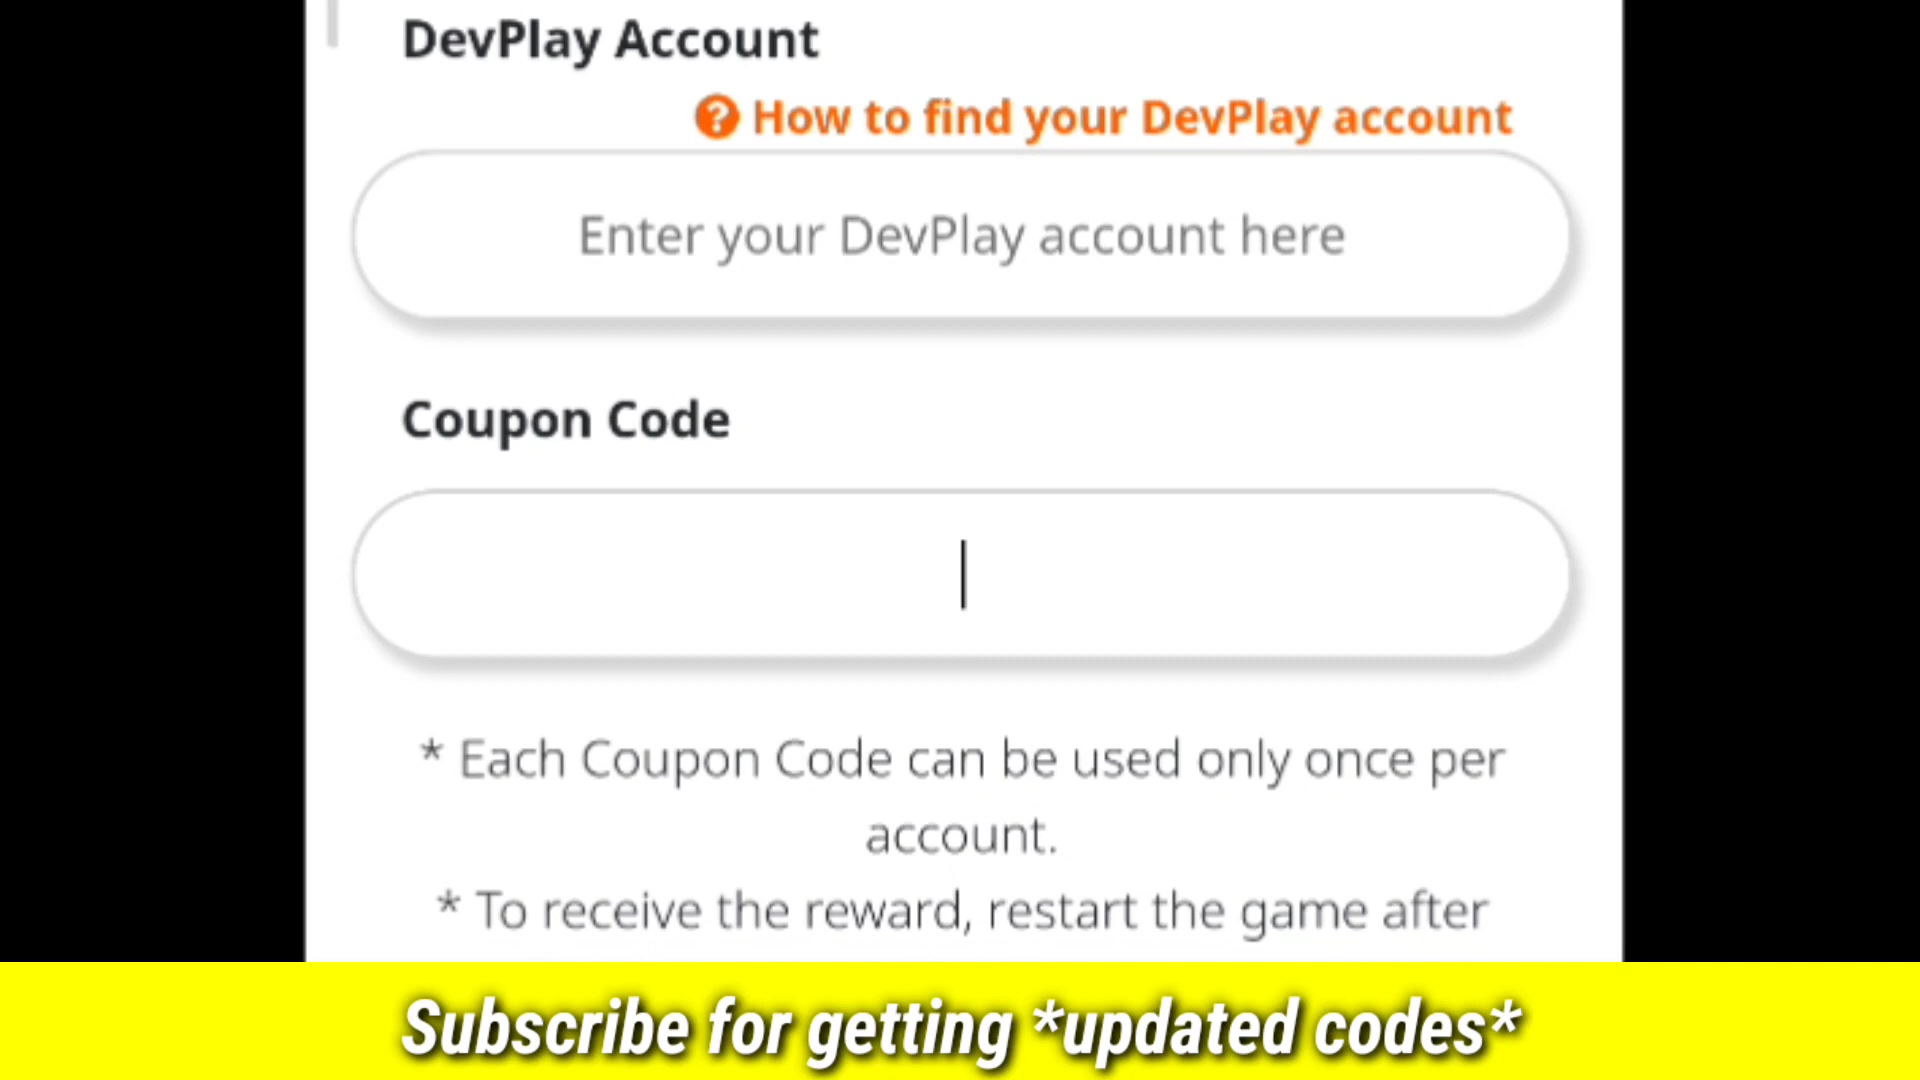 DevPlay Account
? How to find your DevPlay account
Enter your DevPlay account here
Coupon Code
* Each Coupon Code can be used only once per
account.
* To receive the reward, restart the game after
Subscribe for getting *updated codes*